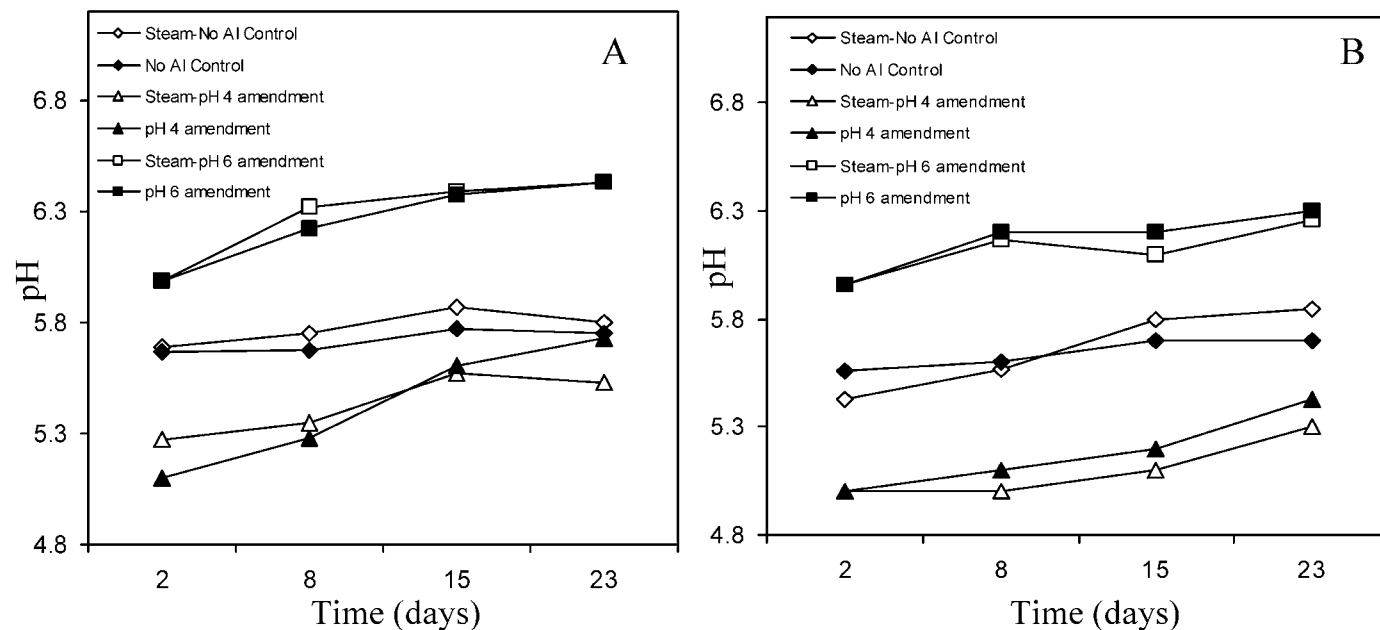 A
Steam-No Al Control
No Al Control
Steam-pH 4 amendment
pH 4 amendment
Steam-pH 6 amendment
pH 6 amendment
6.8
6.3
5.8
5.3
4.8
pH
2 8 15 23
Time (days)
B
Steam-No Al Control
No Al Control
Steam-pH 4 amendment
pH 4 amendment
Steam-pH 6 amendment
pH 6 amendment
6.8
6.3
5.8
5.3
4.8
pH
2 8 15 23
Time (days)